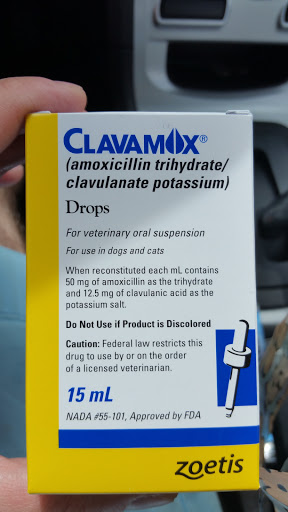 CLAVAMOX®
(amoxicillin trihydrate/
clavulanate potassium)
Drops
For veterinary oral suspension
For use in dogs and cats
When reconstituted each mL contains
50 mg of amoxicillin as the trihydrate
and 12.5 mg of clavulanic acid as the
potassium salt.
Do Not Use if Product is Discolored
Caution: Federal law restricts this
drug to use by or on the order
of a licensed veterinarian.
15 mL
NADA #55-101, Approved by FDA
zoetis